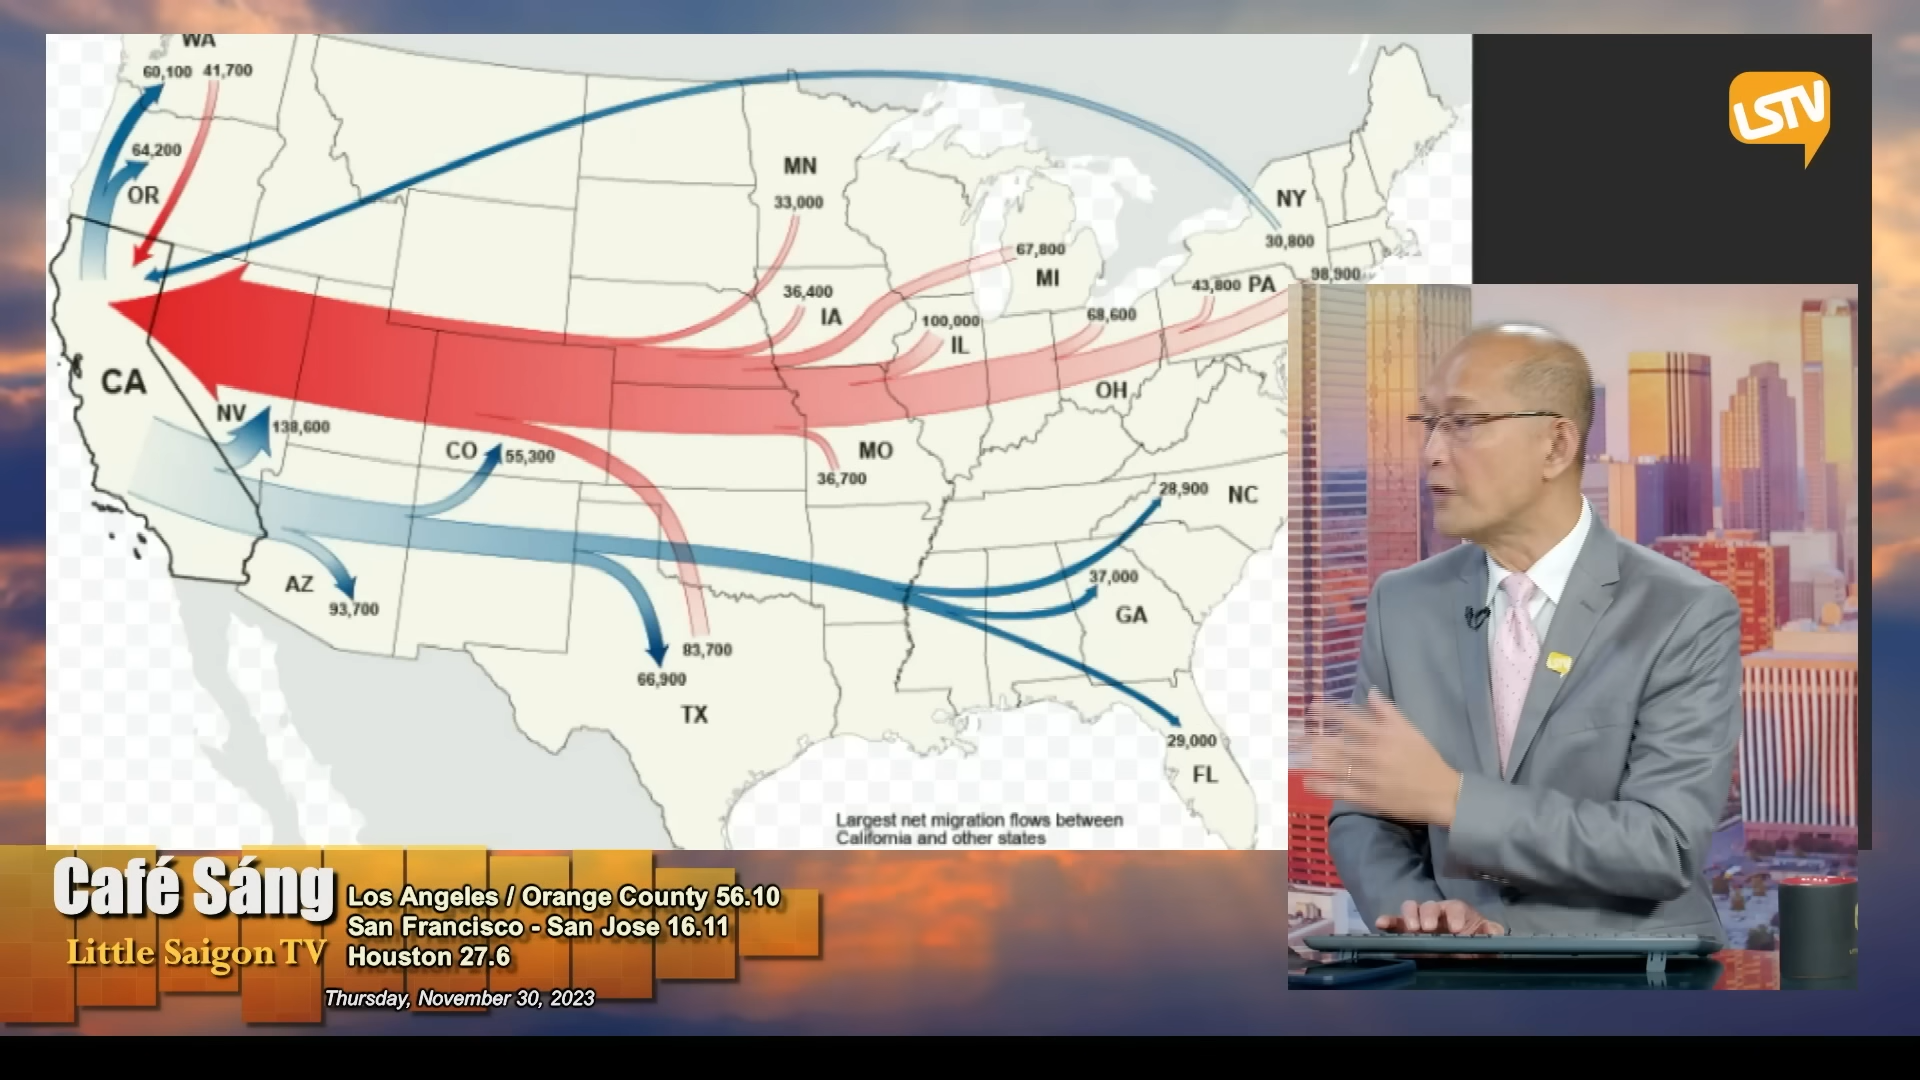 WA
60,100 41,700
64,200
OR
MN
33,000
NY
30,800
67,800
MI
98,900
43,800 PA
36,400
IA
100,000
IL
68,600
CA
OH
NV
138,600
CO 55,300
MO
36,700
28,900 NC
AZ
93,700
37,000
GA
83,700
66,900
TX
29,000
FL
Largest net migration flows between
California and other states
LSTV
Café Sáng
Little Saigon TV
Los Angeles / Orange County 56.10
San Francisco - San Jose 16.11
Houston 27.6
Thursday, November 30, 2023